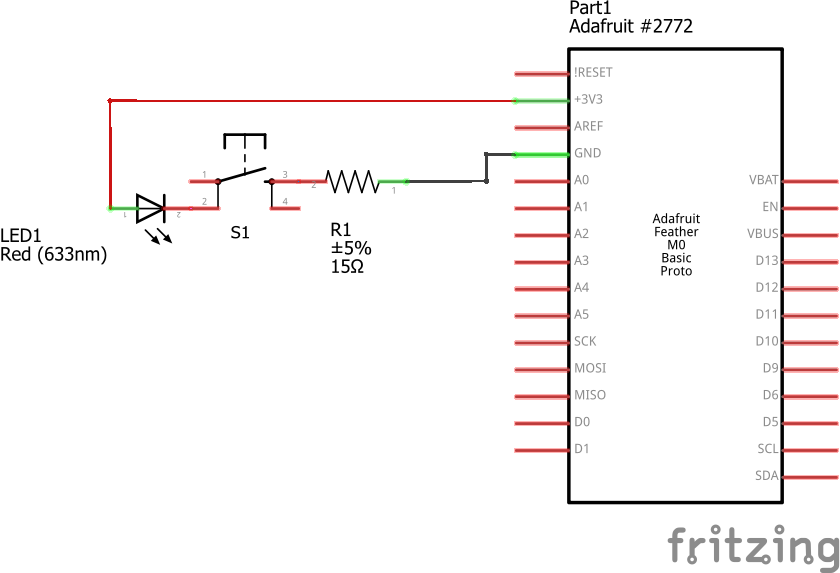 Part1
Adafruit #2772
!RESET
+3V3
AREF
GND
A0
A1
A2
A3
A4
A5
SCK
MOSI
MISO
D0
D1
Adafruit
Feather
M0
Basic
Proto
VBAT
EN
VBUS
D13
D12
D11
D10
D9
D6
D5
SCL
SDA
1
2
3
4
S1
2
1
R1
±5%
15Ω
1
2
LED1
Red (633nm)
fritzing